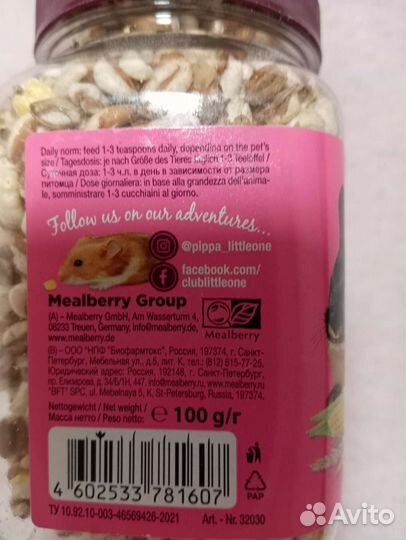 Daily norm: feed 1-3 teaspoons daily, depending on the pet's
size / Tagesdosis: je nach Größe des Tieres täglich 1-3 Teelöffel /
Суточная доза: 1-3 ч.л. в день в зависимости от размера
питомца / Dose giornaliera: in base alla grandezza dell'anima-
le, somministrare 1-3 cucchiaini al giorno.
Follow us on our adventures...
@pippa_littleone
facebook.com/
clublittleone
Mealberry Group
(A) – Mealberry GmbH, Am Wasserturm 4,
08233 Treuen, Germany, info@mealberry.de,
www.mealberry.de
Mealberry
(B) – ООО "НПФ "Биофармтокс", Россия, 197374, г. Санкт-
Петербург, Мебельная ул., д.5, лит. К, тел.: (812) 815-77-25.
Юридический адрес: Россия, 192148, г. Санкт-Петербург,
пр. Елизарова, д. 34/Б/1Н, 447, info@mealberry.ru, www.mealberry.ru
"BFT" SPC, ul. Mebelnaya 5, K, St-Petersburg, Russia, 197374.
Nettogewicht / Net weight /
Масса нетто / Peso netto: ℮ 100 g/г
4 602533 781607
PAP
ТУ 10.92.10-003-46569426-2021 Art.- Nr. 32030
Avito